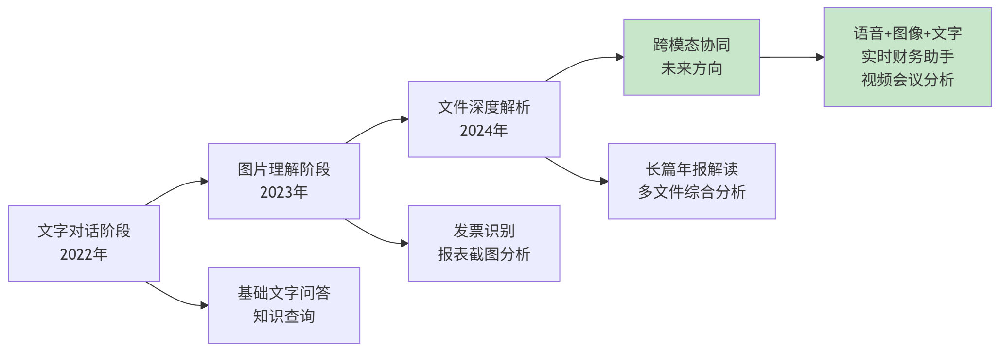 文字对话阶段
2022年
图片理解阶段
2023年
基础文字问答
知识查询
文件深度解析
2024年
发票识别
报表截图分析
跨模态协同
未来方向
长篇年报解读
多文件综合分析
语音+图像+文字
实时财务助手
视频会议分析